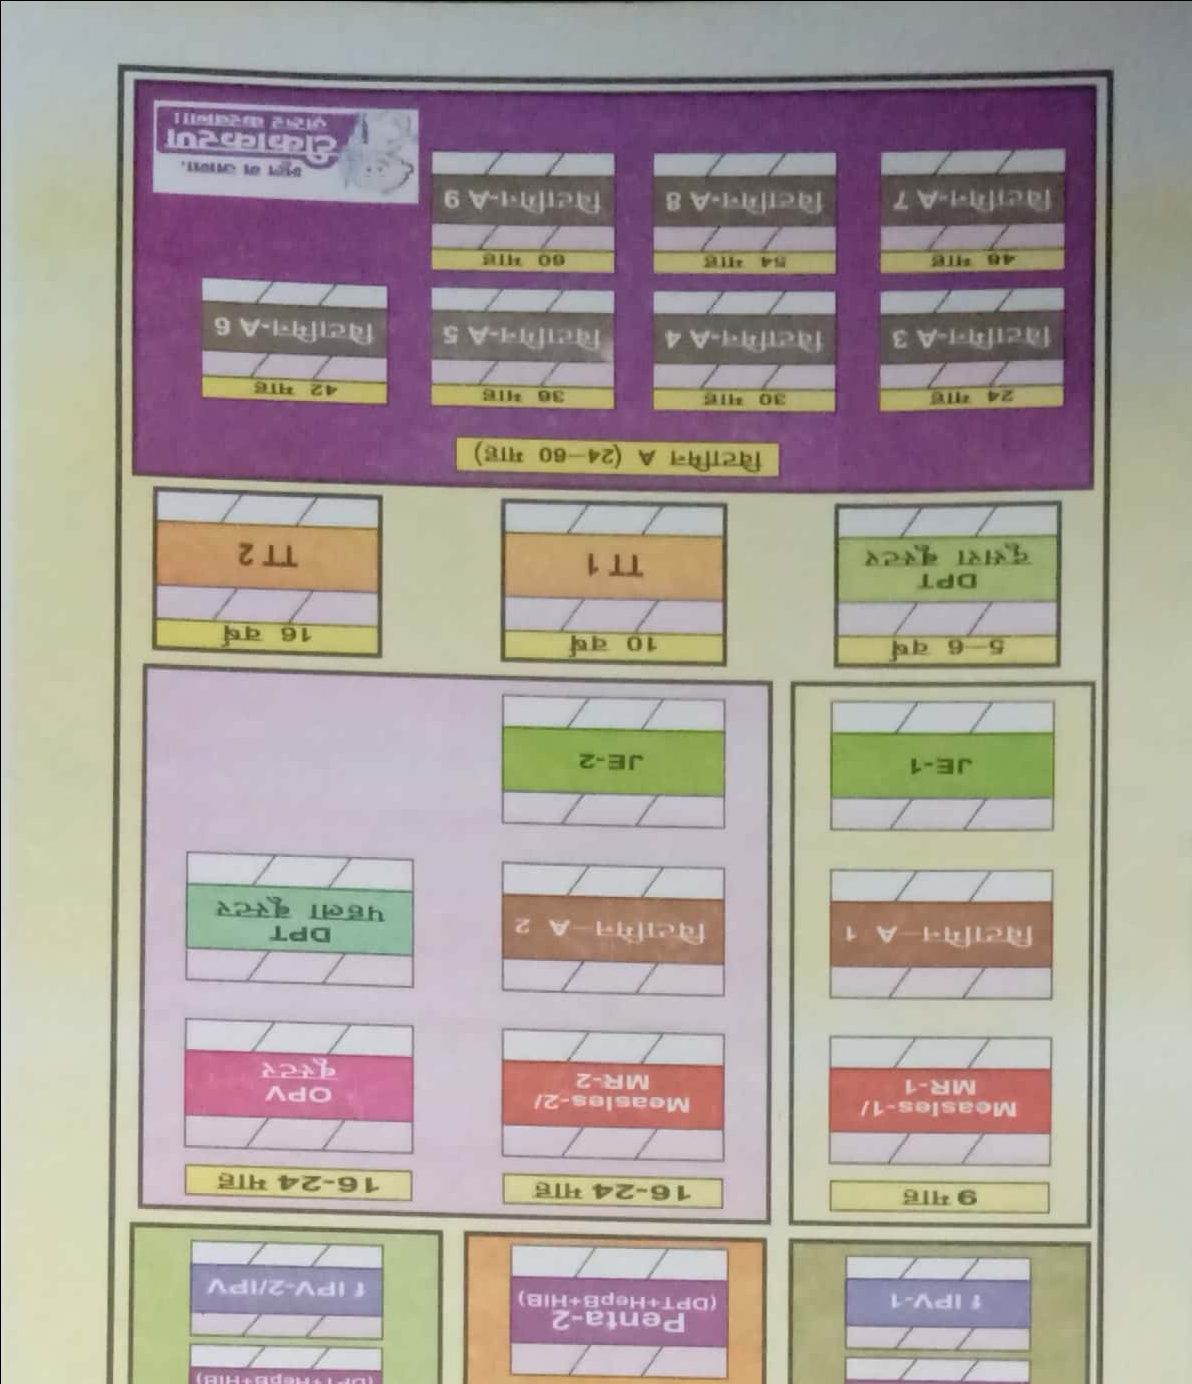 (DPT+HepB+HIB)
f IPV-1
Penta-2
(DPT+HepB+HIB)
f IPV-2/IPV
9 माह
Measles-1/
MR-1
विटामिन–A 1
JE-1
16-24 माह
Measles-2/
MR-2
विटामिन–A 2
JE-2
16-24 माह
OPV
बूस्टर
DPT
पहला बूस्टर
5–6 वर्ष
DPT
दूसरा बूस्टर
10 वर्ष
TT 1
16 वर्ष
TT 2
विटामिन A (24–60 माह)
24 माह
विटामिन-A 3
30 माह
विटामिन-A 4
36 माह
विटामिन-A 5
42 माह
विटामिन-A 6
48 माह
विटामिन-A 7
54 माह
विटामिन-A 8
60 माह
विटामिन-A 9
भूल न जाना,
टीकाकरण
जरूर करवाना!